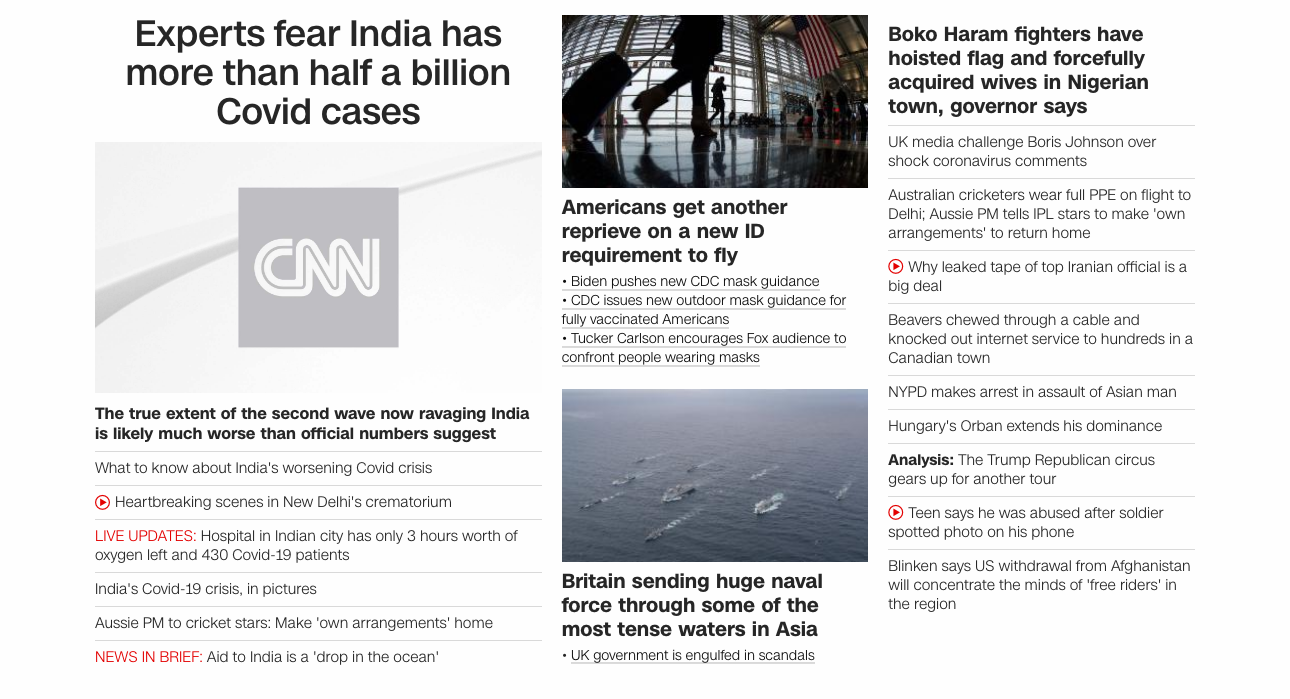 Experts fear India has
more than half a billion
Covid cases
CNN
The true extent of the second wave now ravaging India
is likely much worse than official numbers suggest
What to know about India's worsening Covid crisis
Heartbreaking scenes in New Delhi's crematorium
LIVE UPDATES: Hospital in Indian city has only 3 hours worth of
oxygen left and 430 Covid-19 patients
India's Covid-19 crisis, in pictures
Aussie PM to cricket stars: Make 'own arrangements' home
NEWS IN BRIEF: Aid to India is a 'drop in the ocean'
Americans get another
reprieve on a new ID
requirement to fly
• Biden pushes new CDC mask guidance
• CDC issues new outdoor mask guidance for
fully vaccinated Americans
• Tucker Carlson encourages Fox audience to
confront people wearing masks
Britain sending huge naval
force through some of the
most tense waters in Asia
• UK government is engulfed in scandals
Boko Haram fighters have
hoisted flag and forcefully
acquired wives in Nigerian
town, governor says
UK media challenge Boris Johnson over
shock coronavirus comments
Australian cricketers wear full PPE on flight to
Delhi; Aussie PM tells IPL stars to make 'own
arrangements' to return home
Why leaked tape of top Iranian official is a
big deal
Beavers chewed through a cable and
knocked out internet service to hundreds in a
Canadian town
NYPD makes arrest in assault of Asian man
Hungary's Orban extends his dominance
Analysis: The Trump Republican circus
gears up for another tour
Teen says he was abused after soldier
spotted photo on his phone
Blinken says US withdrawal from Afghanistan
will concentrate the minds of 'free riders' in
the region